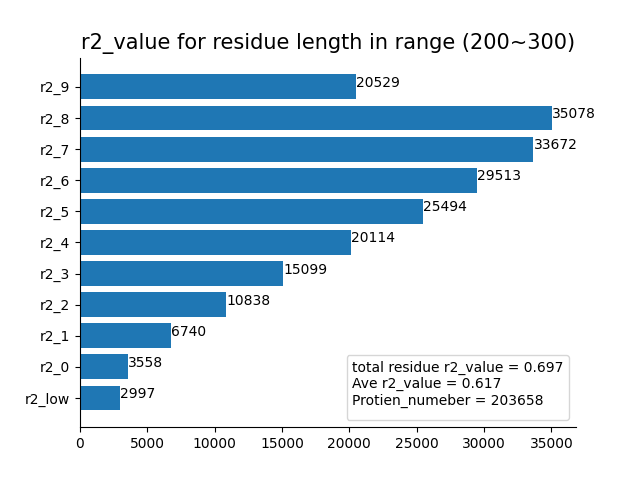 r2_value for residue length in range (200~300)
r2_9
20529
r2_8
35078
r2_7
33672
r2_6
29513
r2_5
25494
r2_4
20114
r2_3
15099
r2_2
10838
r2_1
6740
r2_0
3558
r2_low
2997
total residue r2_value = 0.697
Ave r2_value = 0.617
Protien_numeber = 203658
0 5000 10000 15000 20000 25000 30000 35000